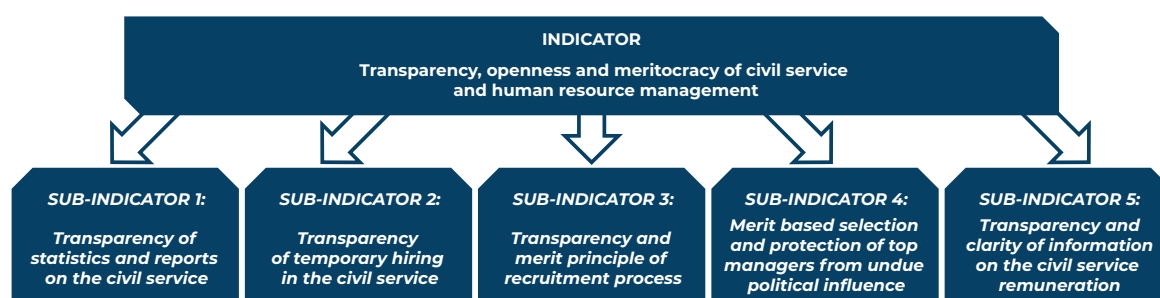 INDICATOR
Transparency, openness and meritocracy of civil service
and human resource management
SUB-INDICATOR 1:
Transparency of
statistics and reports
on the civil service
SUB-INDICATOR 2:
Transparency
of temporary hiring
in the civil service
SUB-INDICATOR 3:
Transparency and
merit principle of
recruitment process
SUB-INDICATOR 4:
Merit based selection
and protection of top
managers from undue
political influence
SUB-INDICATOR 5:
Transparency and
clarity of information
on the civil service
remuneration